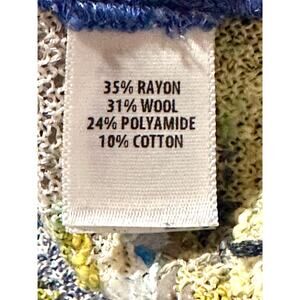 35% RAYON
31% WOOL
24% POLYAMIDE
10% COTTON